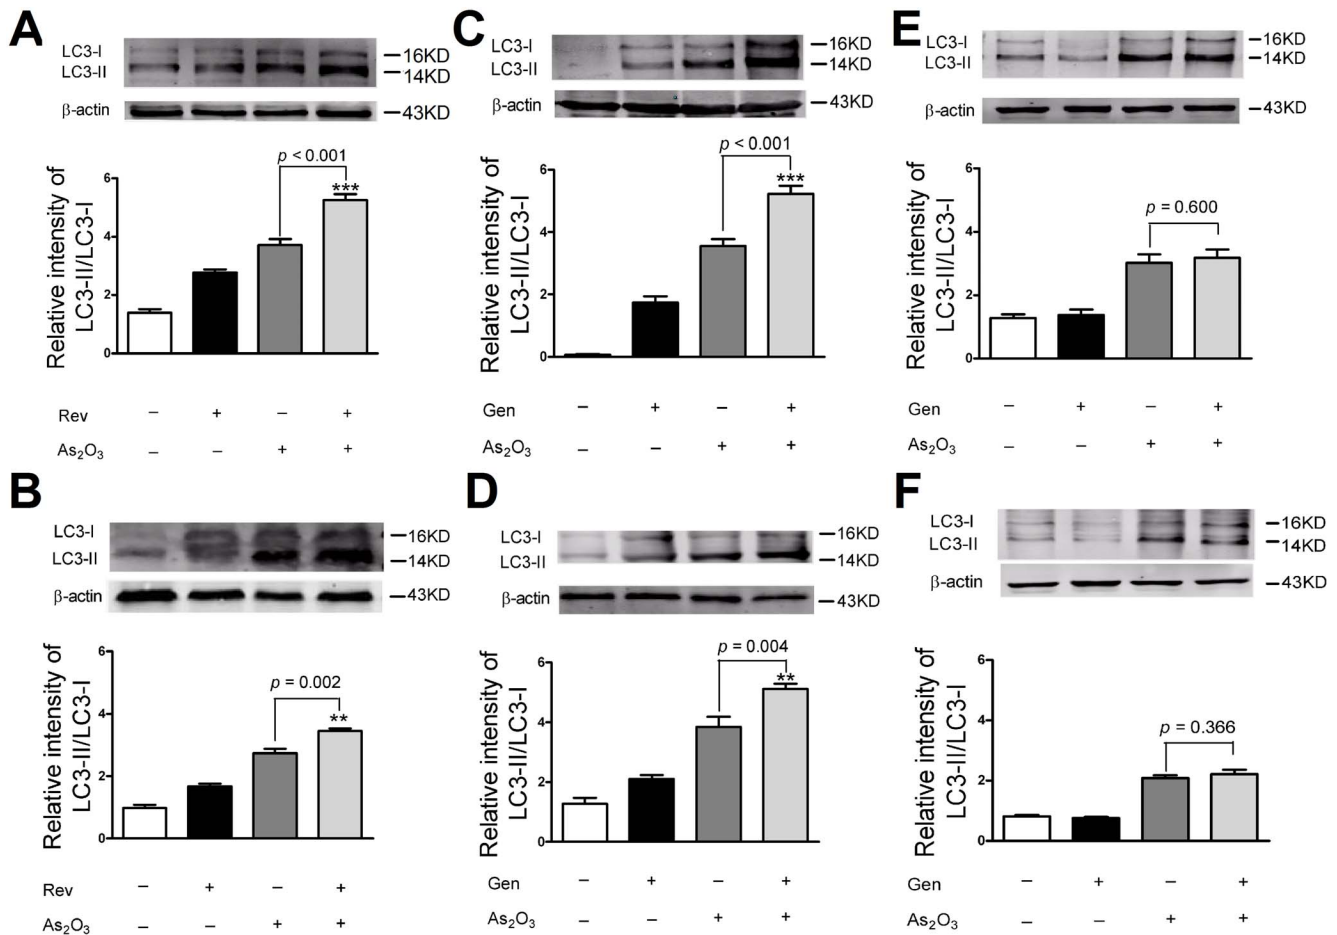 A
LC3-I
LC3-II
β-actin
16KD
14KD
43KD
p < 0.001
***
Relative intensity of
LC3-II/LC3-I
6
4
2
0
Rev – + – +
As2O3 – – + +
C
LC3-I
LC3-II
β-actin
16KD
14KD
43KD
p < 0.001
***
Relative intensity of
LC3-II/LC3-I
6
4
2
0
Gen – + – +
As2O3 – – + +
E
LC3-I
LC3-II
β-actin
16KD
14KD
43KD
p = 0.600
Relative intensity of
LC3-II/LC3-I
6
4
2
0
Gen – + – +
As2O3 – – + +
B
LC3-I
LC3-II
β-actin
16KD
14KD
43KD
p = 0.002
**
Relative intensity of
LC3-II/LC3-I
6
4
2
0
Rev – + – +
As2O3 – – + +
D
LC3-I
LC3-II
β-actin
16KD
14KD
43KD
p = 0.004
**
Relative intensity of
LC3-II/LC3-I
6
4
2
0
Gen – + – +
As2O3 – – + +
F
LC3-I
LC3-II
β-actin
16KD
14KD
43KD
p = 0.366
Relative intensity of
LC3-II/LC3-I
6
4
2
0
Gen – + – +
As2O3 – – + +